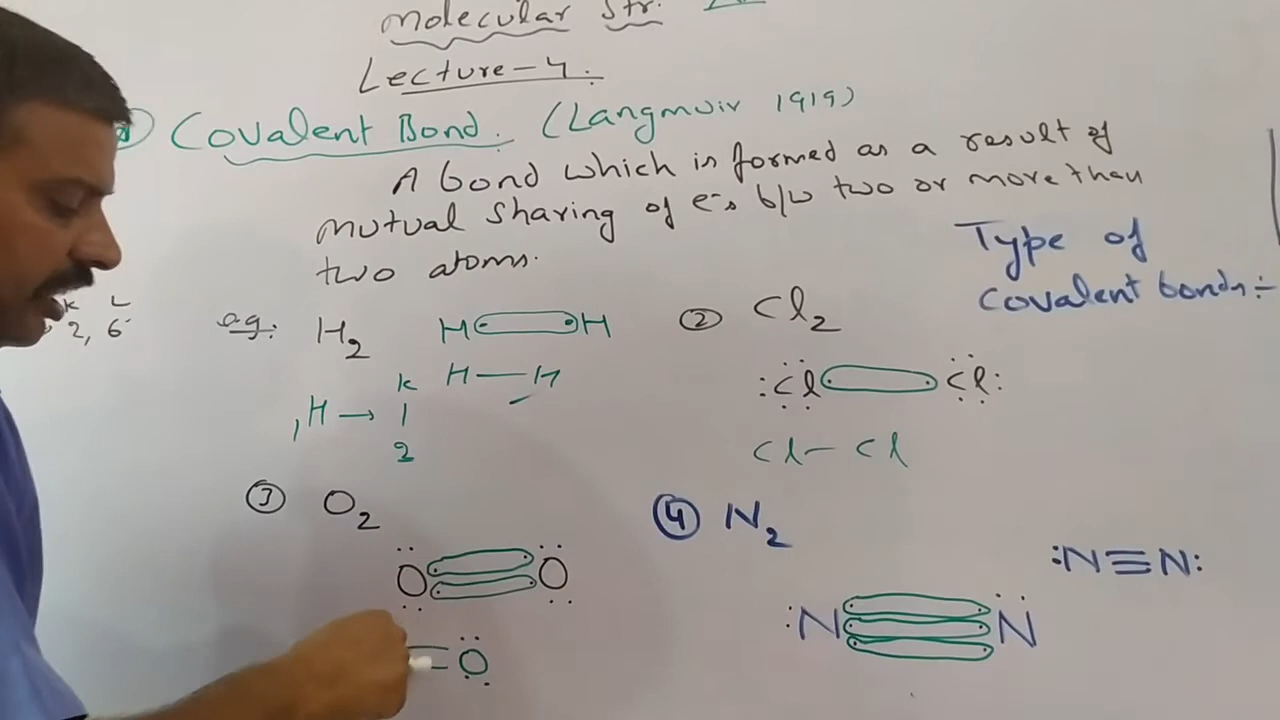 Molecular Str.
Lecture-4.
Covalent Bond. (Langmuir 1919)
A bond which is formed as a result of
mutual sharing of e⁻s b/w two or more than
two atoms.
Type of
Covalent bonds÷
K L
2, 6
e.g. H₂ H H
H—H
₁H → 
K
1
2
② Cl₂
:Cl Cl:
Cl—Cl
③ O₂
O O
=O
④ N₂
:N≡N:
:N N